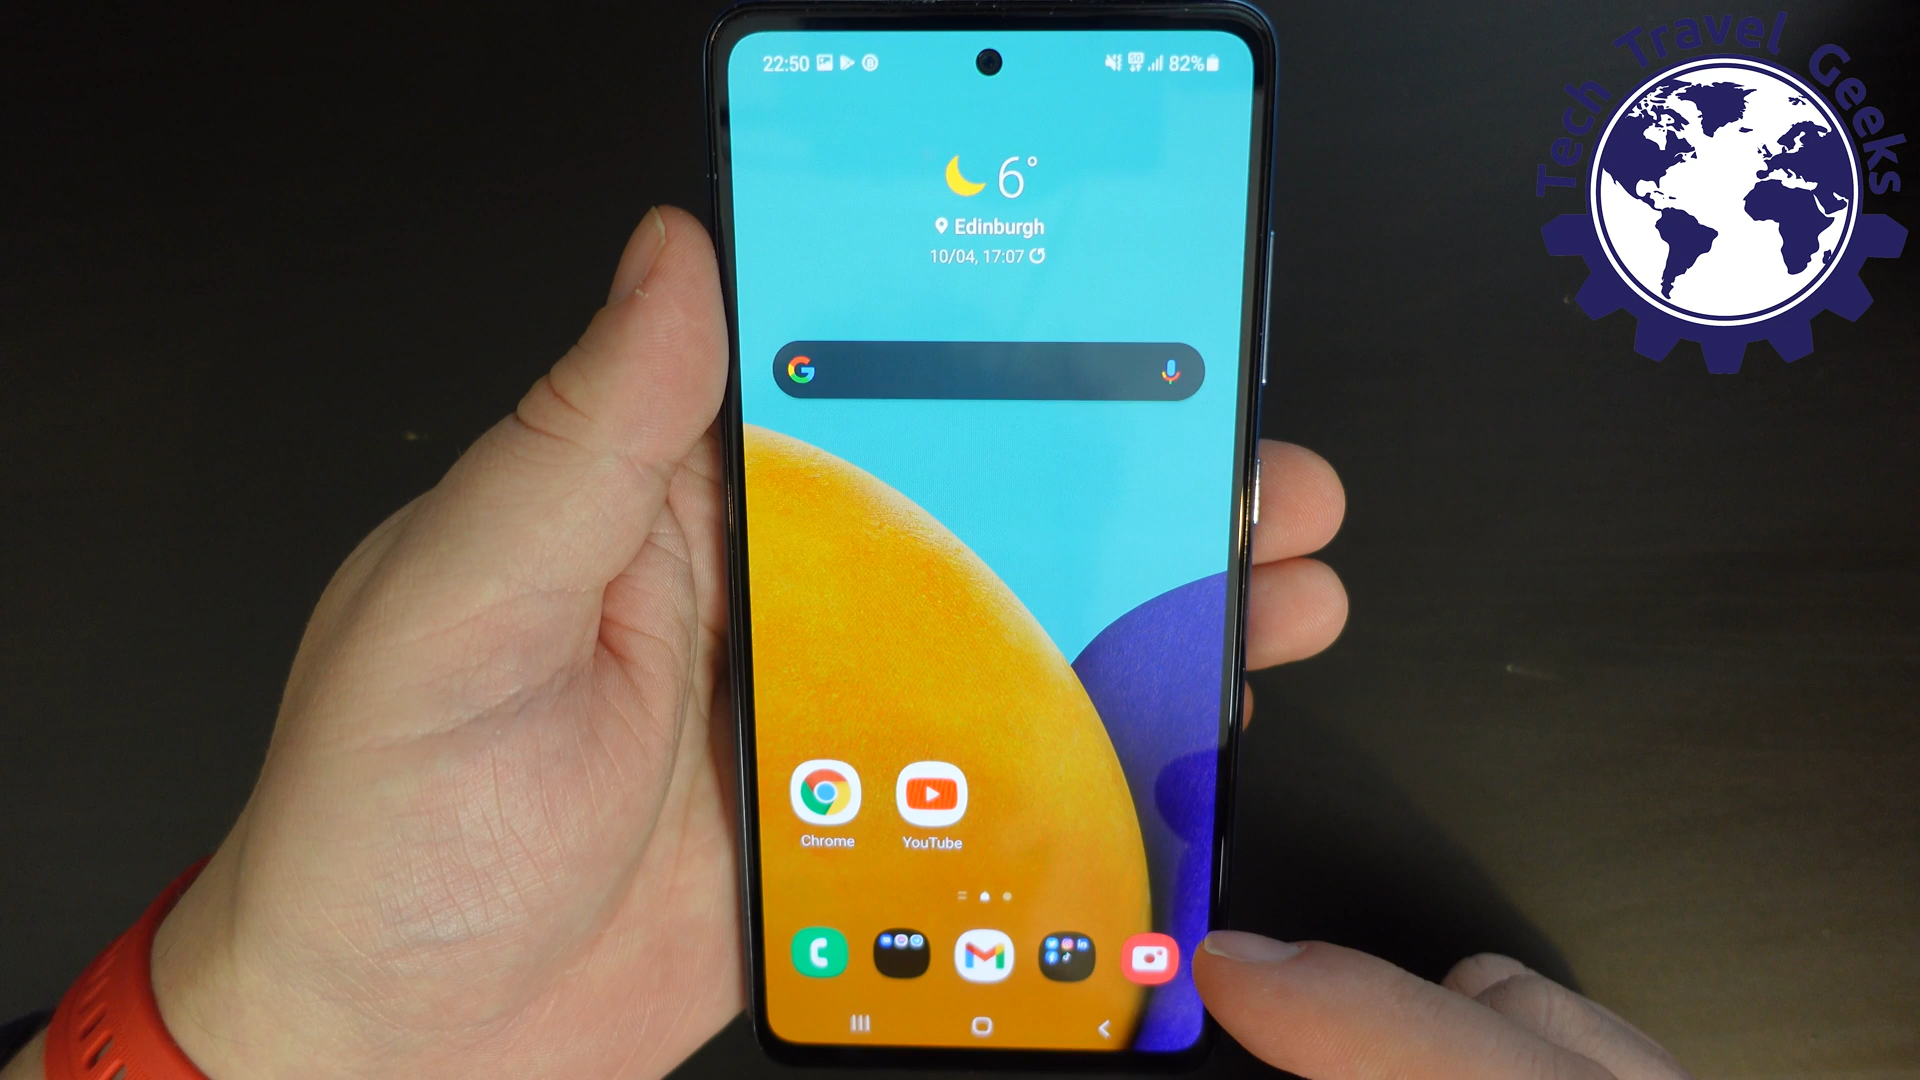 22:50
82%
6°
Edinburgh
10/04, 17:07
Chrome
YouTube
Tech Travel Geeks